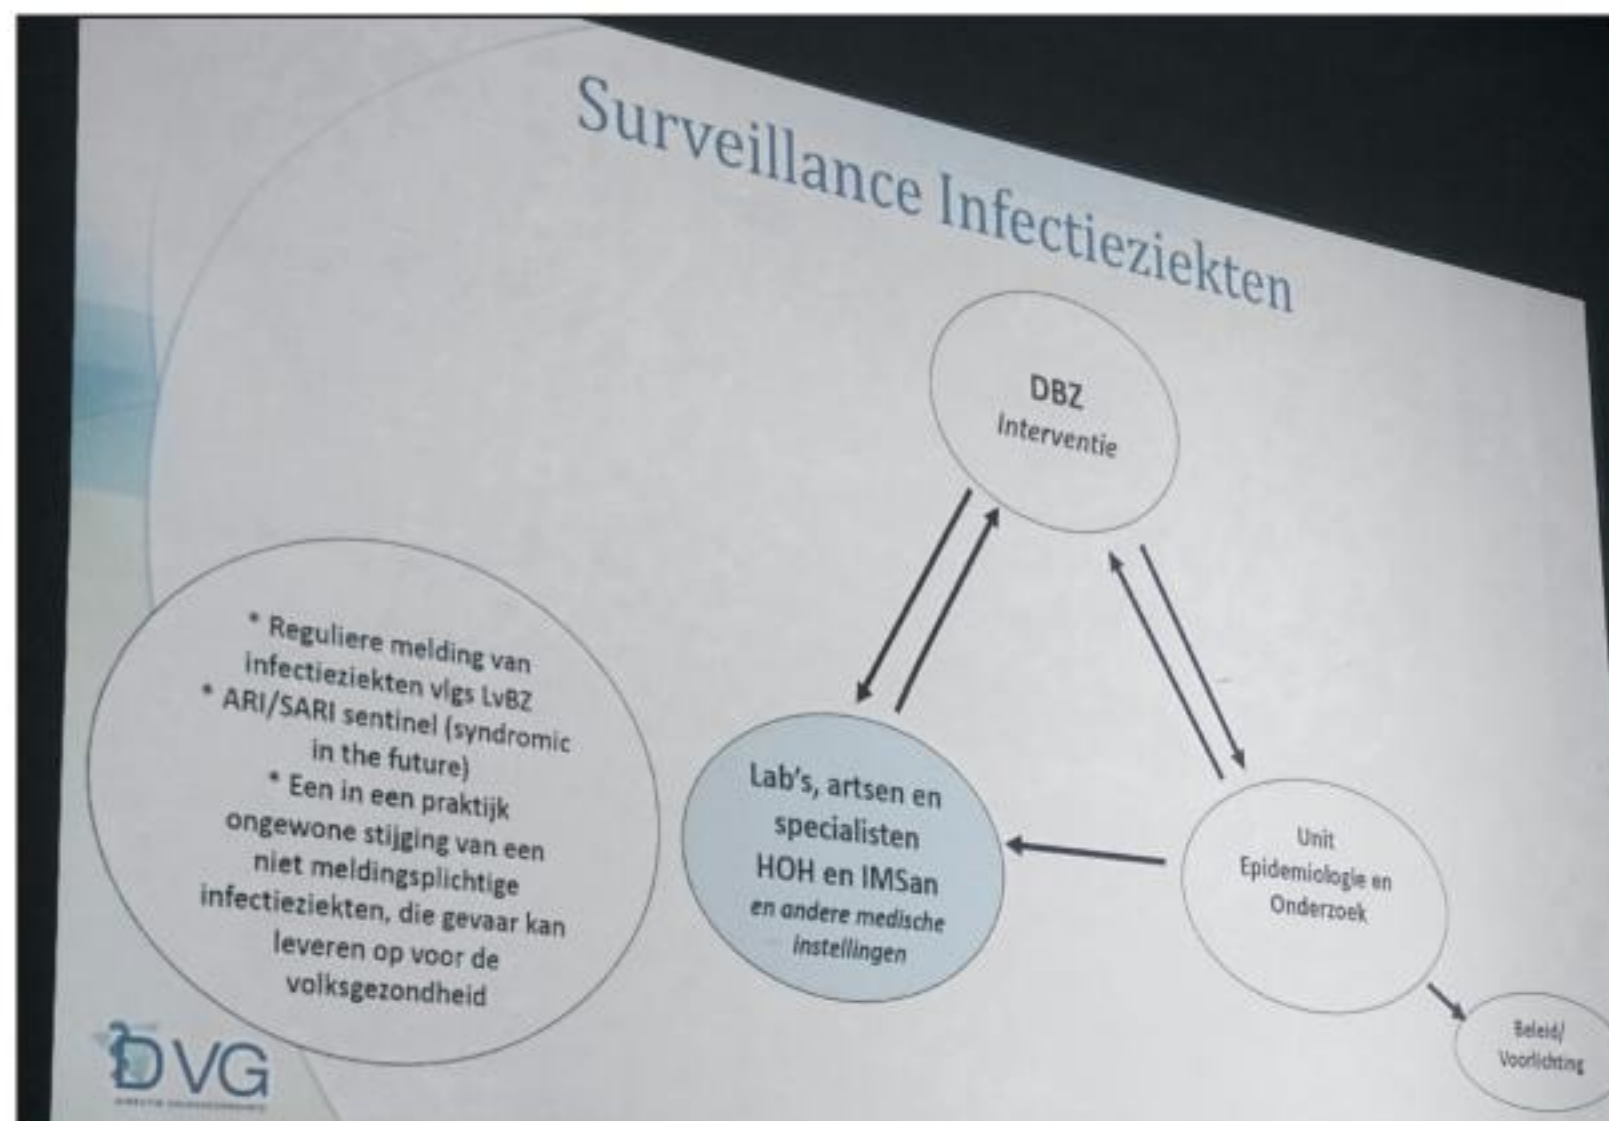 Surveillance Infectieziekten
DBZ
Interventie
* Reguliere melding van
infectieziekten vlgs LvBZ
* ARI/SARI sentinel (syndromic
in the future)
* Een in een praktijk
ongewone stijging van een
niet meldingsplichtige
infectieziekten, die gevaar kan
leveren op voor de
volksgezondheid
Lab's, artsen en
specialisten
HOH en IMSan
en andere medische
instellingen
Unit
Epidemiologie en
Onderzoek
Beleid/
Voorlichting
DVG